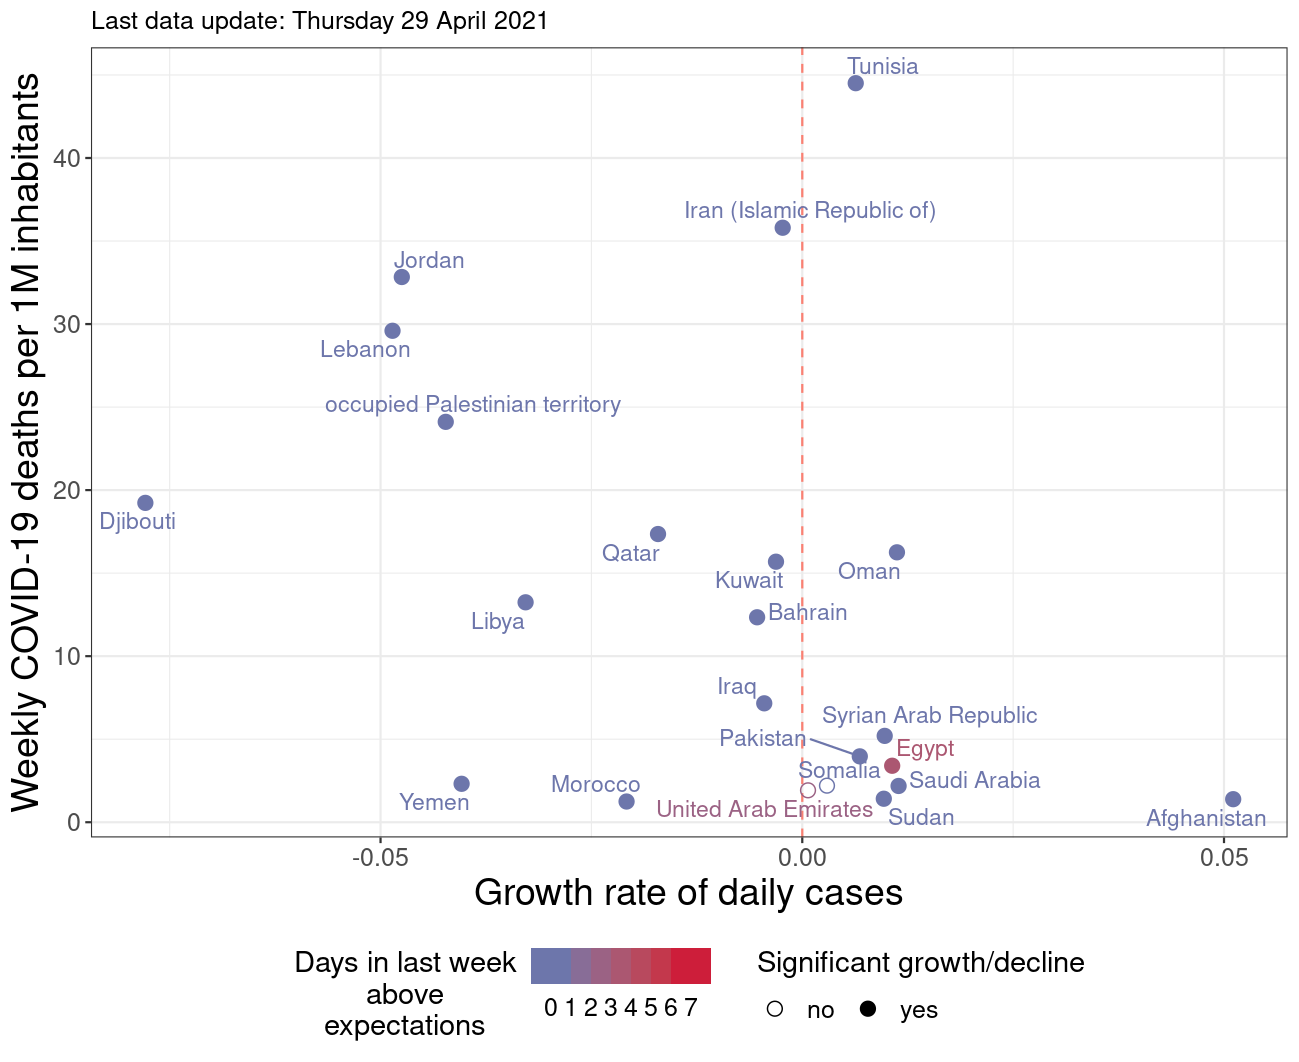 Last data update: Thursday 29 April 2021
Weekly COVID-19 deaths per 1M inhabitants
40
30
20
10
0
Tunisia
Iran (Islamic Republic of)
Jordan
Lebanon
occupied Palestinian territory
Djibouti
Qatar
Kuwait
Oman
Bahrain
Libya
Iraq
Syrian Arab Republic
Pakistan
Egypt
Somalia
Saudi Arabia
Morocco
Yemen
United Arab Emirates
Sudan
Afghanistan
-0.05 0.00 0.05
Growth rate of daily cases
Days in last week
above
expectations
0 1 2 3 4 5 6 7
Significant growth/decline
no yes